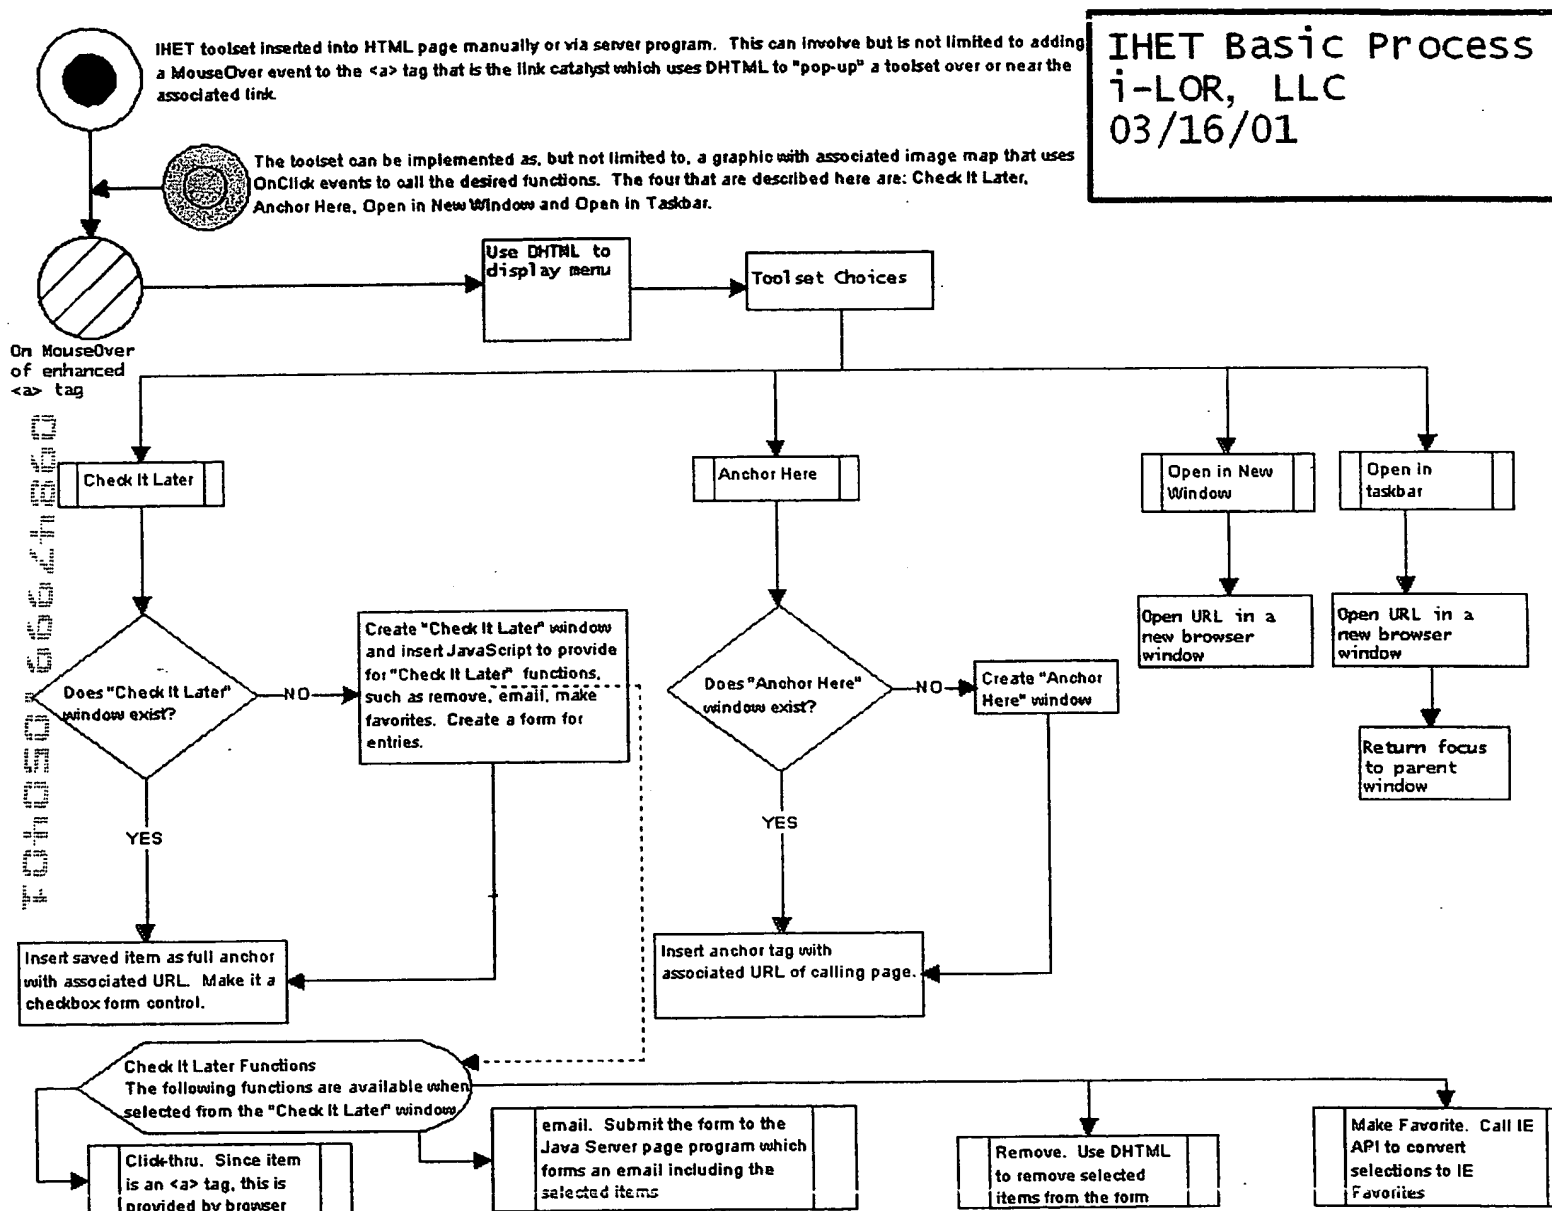 IHET toolset inserted into HTML page manually or via server program.  This can involve but is not limited to adding
a MouseOver event to the <a> tag that is the link catalyst which uses DHTML to "pop-up" a toolset over or near the
associated link.
IHET Basic Process
i-LOR, LLC
03/16/01
The toolset can be implemented as, but not limited to, a graphic with associated image map that uses
OnClick events to call the desired functions.  The four that are described here are: Check It Later,
Anchor Here, Open in New Window and Open in Taskbar.
Use DHTML to
display menu
Toolset Choices
On MouseOver
of enhanced
<a> tag
Check It Later
Anchor Here
Open in New
Window
Open in
taskbar
Does "Check It Later"
window exist?
NO
Create "Check It Later" window
and insert JavaScript to provide
for "Check It Later" functions,
such as remove, email, make
favorites.  Create a form for
entries.
Does "Anchor Here"
window exist?
NO
Create "Anchor
Here" window
Open URL in a
new browser
window
Open URL in a
new browser
window
Return focus
to parent
window
YES
YES
Insert saved item as full anchor
with associated URL.  Make it a
checkbox form control.
Insert anchor tag with
associated URL of calling page.
Check It Later Functions
The following functions are available when
selected from the "Check It Later" window
Click-thru.  Since item
is an <a> tag, this is
provided by browser
email.  Submit the form to the
Java Server page program which
forms an email including the
selected items
Remove.  Use DHTML
to remove selected
items from the form
Make Favorite.  Call IE
API to convert
selections to IE
Favorites